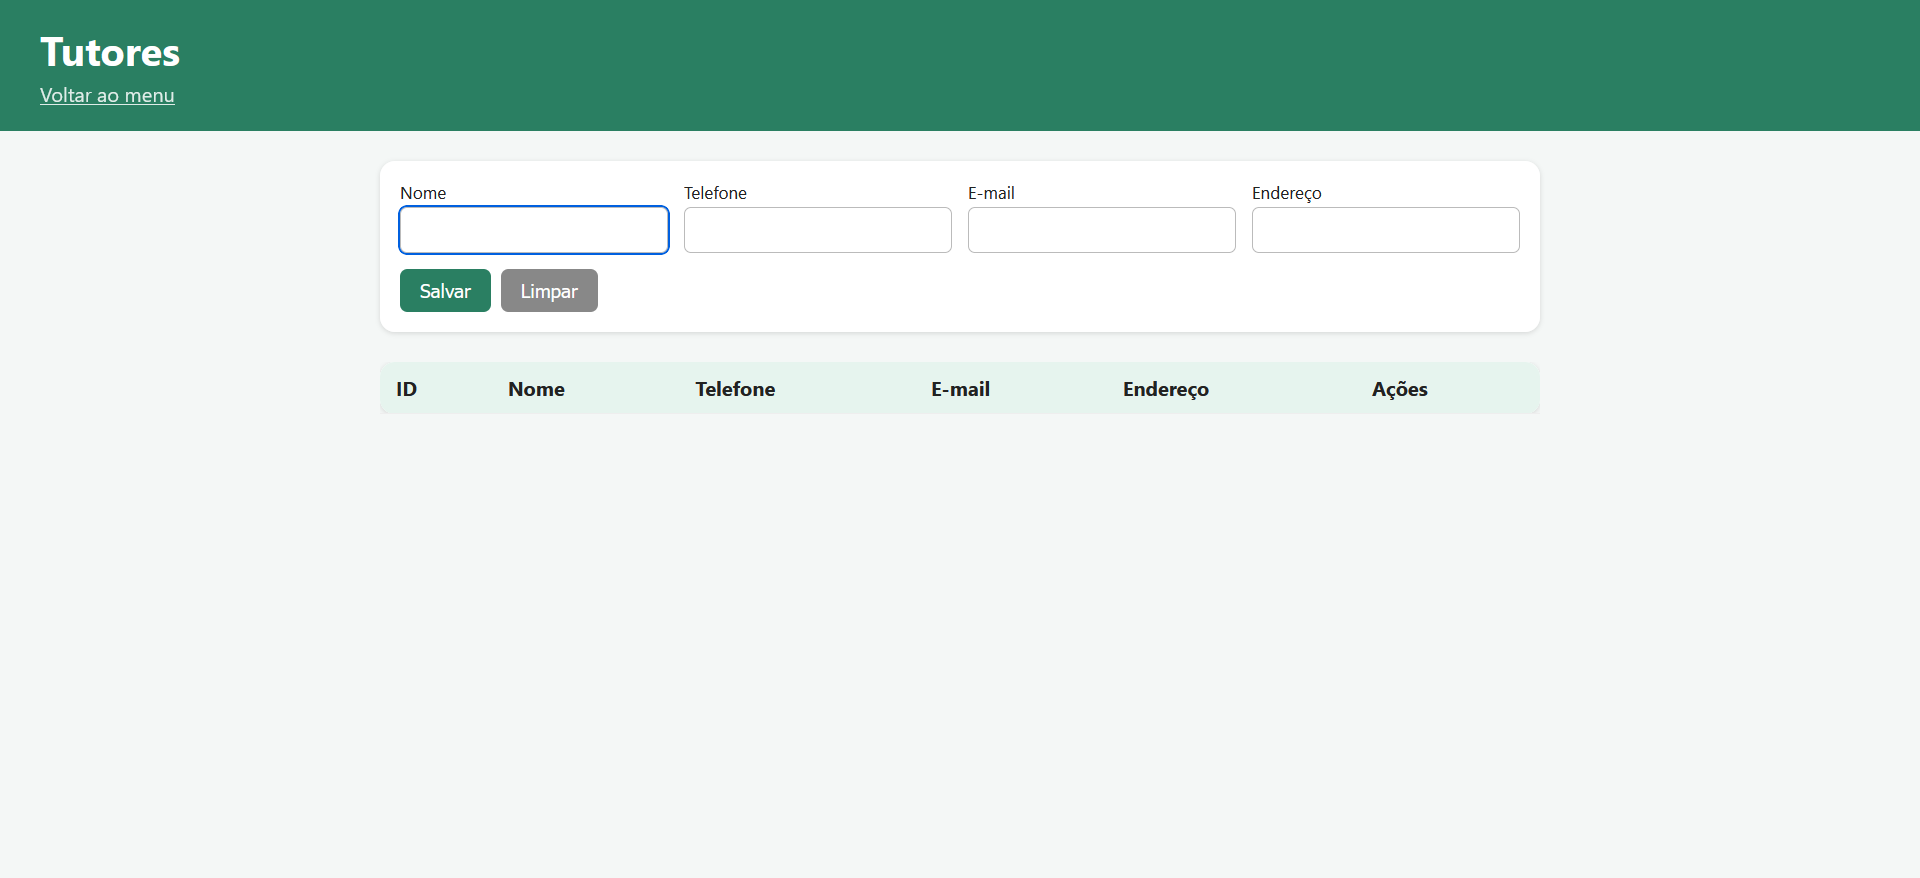 Tutores
Voltar ao menu
Nome Telefone E-mail Endereço
Salvar Limpar
ID Nome Telefone E-mail Endereço Ações